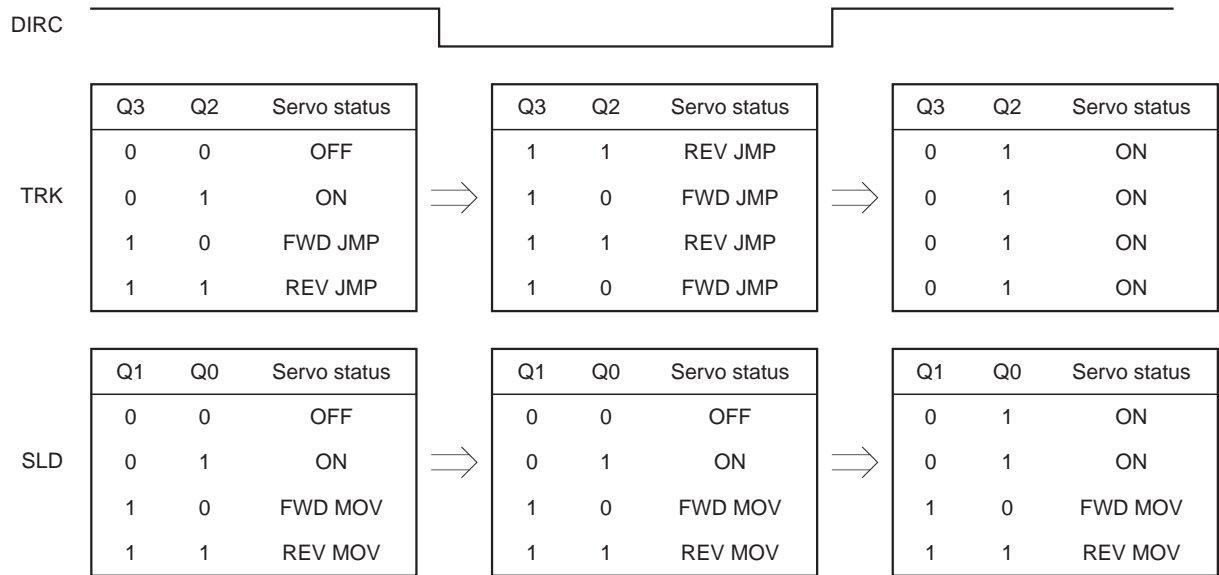 DIRC
Q3 Q2 Servo status Q3 Q2 Servo status Q3 Q2 Servo status
0 0 OFF 1 1 REV JMP 0 1 ON
TRK 0 1 ON 1 0 FWD JMP 0 1 ON
1 0 FWD JMP 1 1 REV JMP 0 1 ON
1 1 REV JMP 1 0 FWD JMP 0 1 ON
Q1 Q0 Servo status Q1 Q0 Servo status Q1 Q0 Servo status
0 0 OFF 0 0 OFF 0 1 ON
SLD 0 1 ON 0 1 ON 0 1 ON
1 0 FWD MOV 1 0 FWD MOV 1 0 FWD MOV
1 1 REV MOV 1 1 REV MOV 1 1 REV MOV